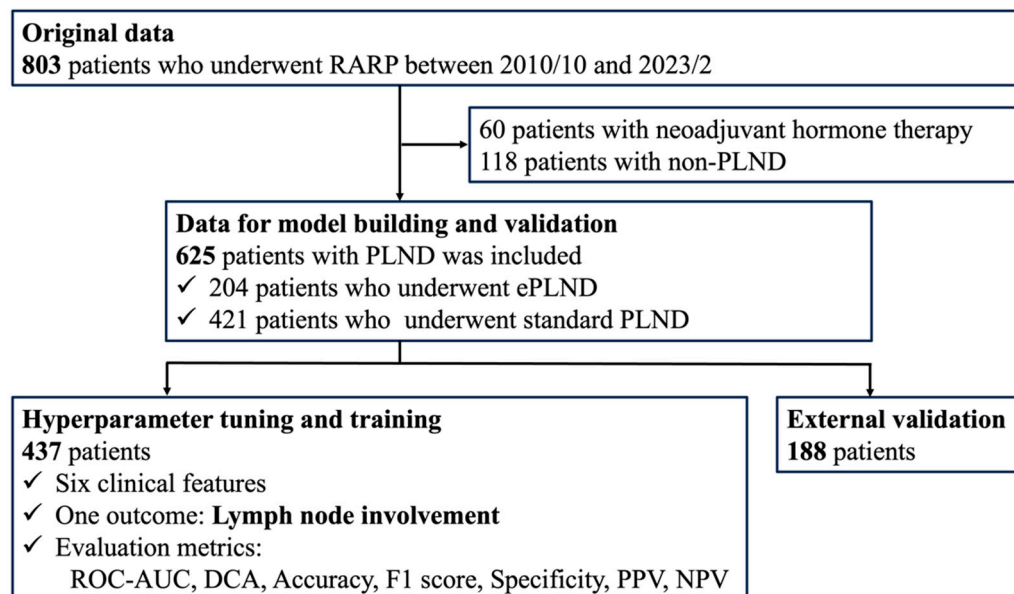 Original data
803 patients who underwent RARP between 2010/10 and 2023/2
60 patients with neoadjuvant hormone therapy
118 patients with non-PLND
Data for model building and validation
625 patients with PLND was included
✓ 204 patients who underwent ePLND
✓ 421 patients who underwent standard PLND
Hyperparameter tuning and training
437 patients
✓ Six clinical features
✓ One outcome: Lymph node involvement
✓ Evaluation metrics:
ROC-AUC, DCA, Accuracy, F1 score, Specificity, PPV, NPV
External validation
188 patients